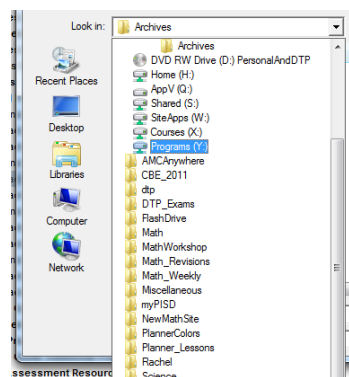 Look in: Archives
Recent Places
Desktop
Libraries
Computer
Network
Archives
DVD RW Drive (D:) PersonalAndDTP
Home (H:)
AppV (Q:)
Shared (S:)
SiteApps (W:)
Courses (X:)
Programs (Y:)
AMCAnywhere
CBE_2011
dtp
DTP_Exams
FlashDrive
Math
MathWorkshop
Math_Revisions
Math_Weekly
Miscellaneous
myPISD
NewMathSite
PlannerColors
Planner_Lessons
Rachel
Science
ssessment Resourc